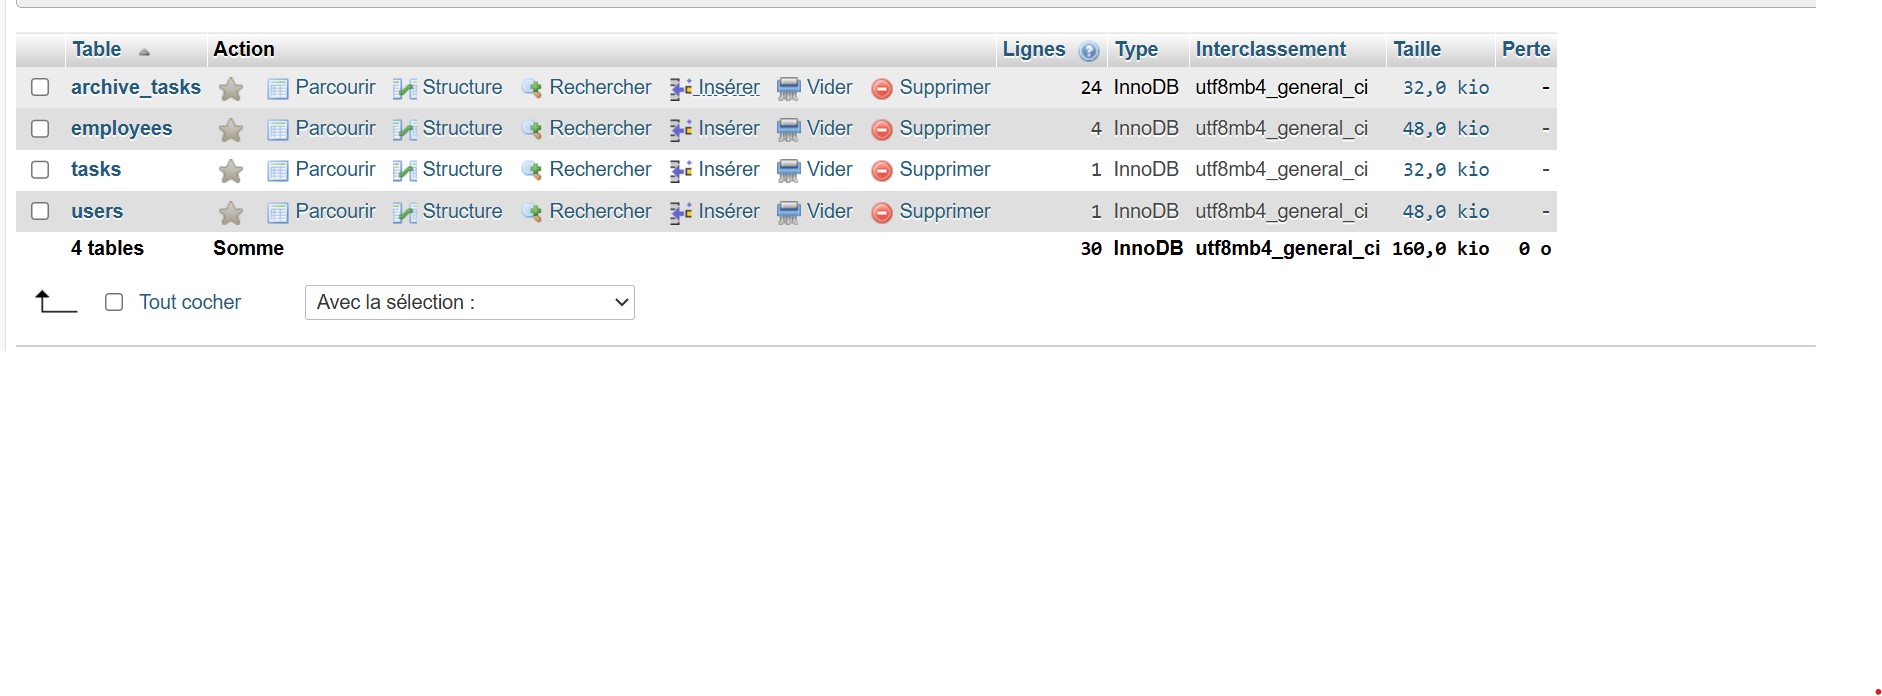 Table Action Lignes Type Interclassement Taille Perte
archive_tasks Parcourir Structure Rechercher Insérer Vider Supprimer 24 InnoDB utf8mb4_general_ci 32,0 kio -
employees Parcourir Structure Rechercher Insérer Vider Supprimer 4 InnoDB utf8mb4_general_ci 48,0 kio -
tasks Parcourir Structure Rechercher Insérer Vider Supprimer 1 InnoDB utf8mb4_general_ci 32,0 kio -
users Parcourir Structure Rechercher Insérer Vider Supprimer 1 InnoDB utf8mb4_general_ci 48,0 kio -
4 tables Somme 30 InnoDB utf8mb4_general_ci 160,0 kio 0 o
Tout cocher Avec la sélection :